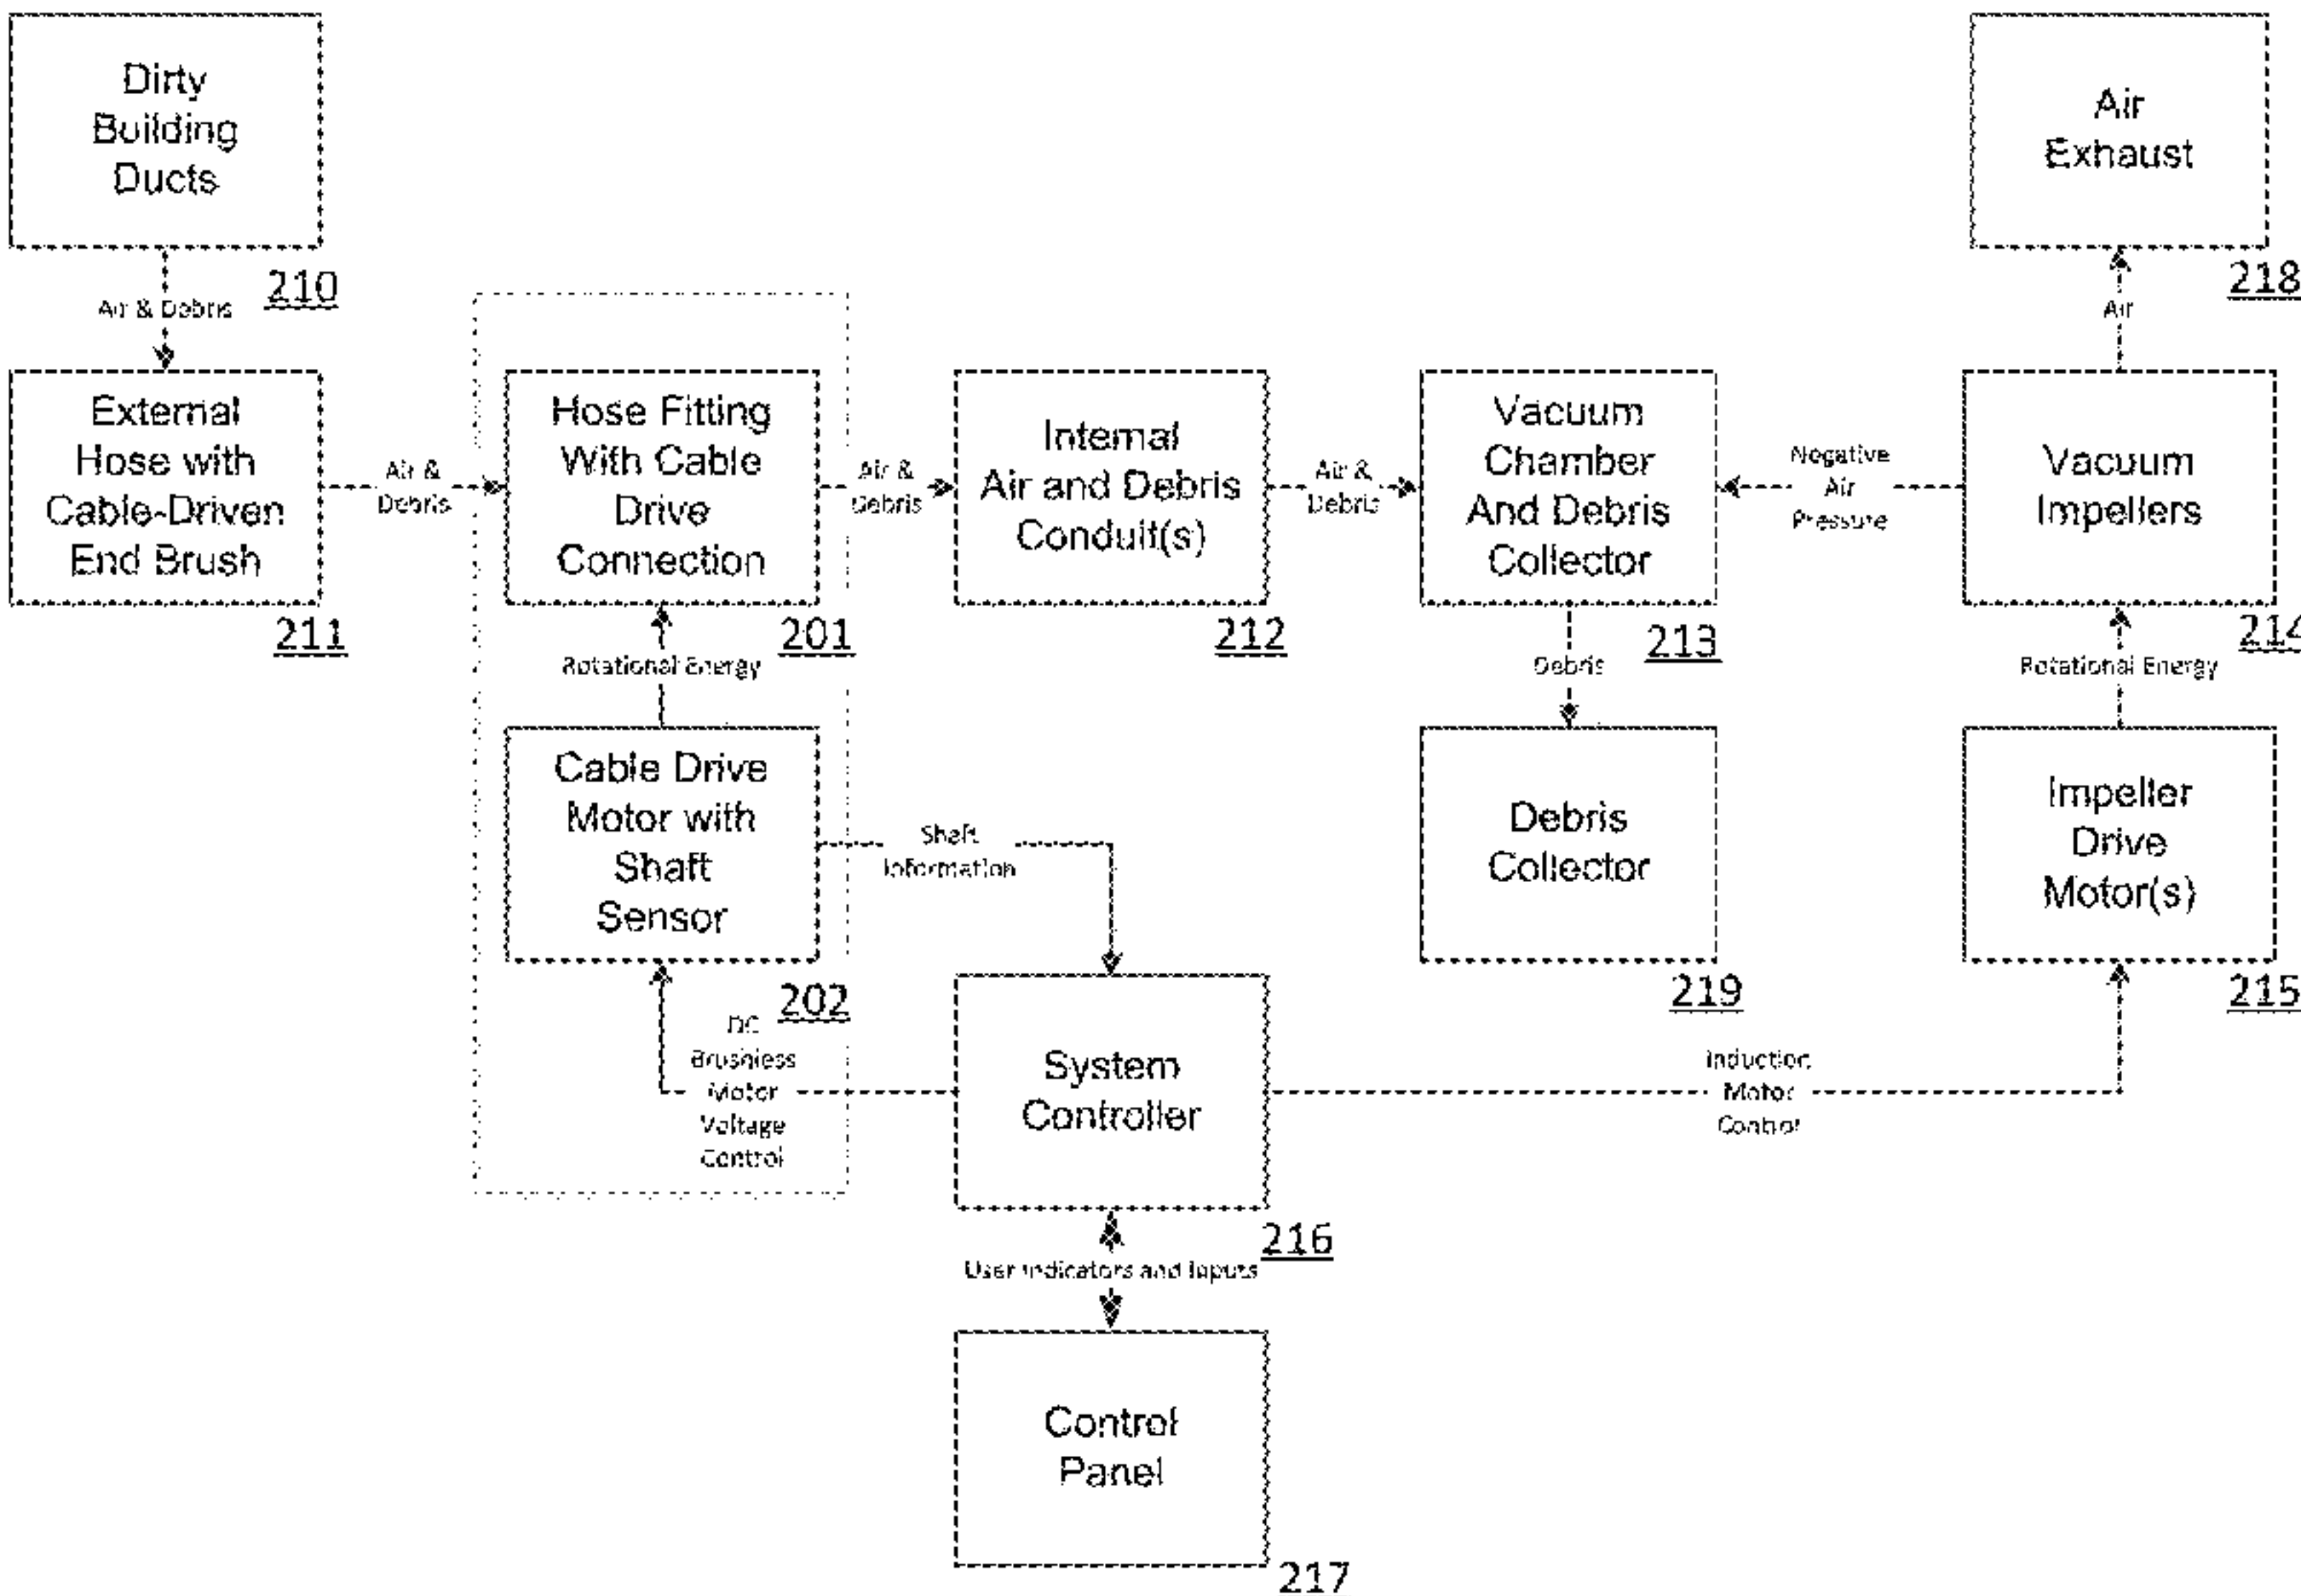 Dirty
Building
Ducts
210
Air & Debris
Air
Exhaust
218
Air
External
Hose with
Cable-Driven
End Brush
211
Air &
Debris
Hose Fitting
With Cable
Drive
Connection
201
Air &
Debris
Internal
Air and Debris
Conduit(s)
212
Air &
Debris
Vacuum
Chamber
And Debris
Collector
213
Negative
Air
Pressure
Vacuum
Impellers
214
Rotational Energy
Debris
Rotational Energy
Cable Drive
Motor with
Shaft
Sensor
202
Shaft
Information
Debris
Collector
219
Impeller
Drive
Motor(s)
215
DC
Brushless
Motor
Voltage
Control
System
Controller
216
Induction
Motor
Control
User Indicators and Inputs
Control
Panel
217